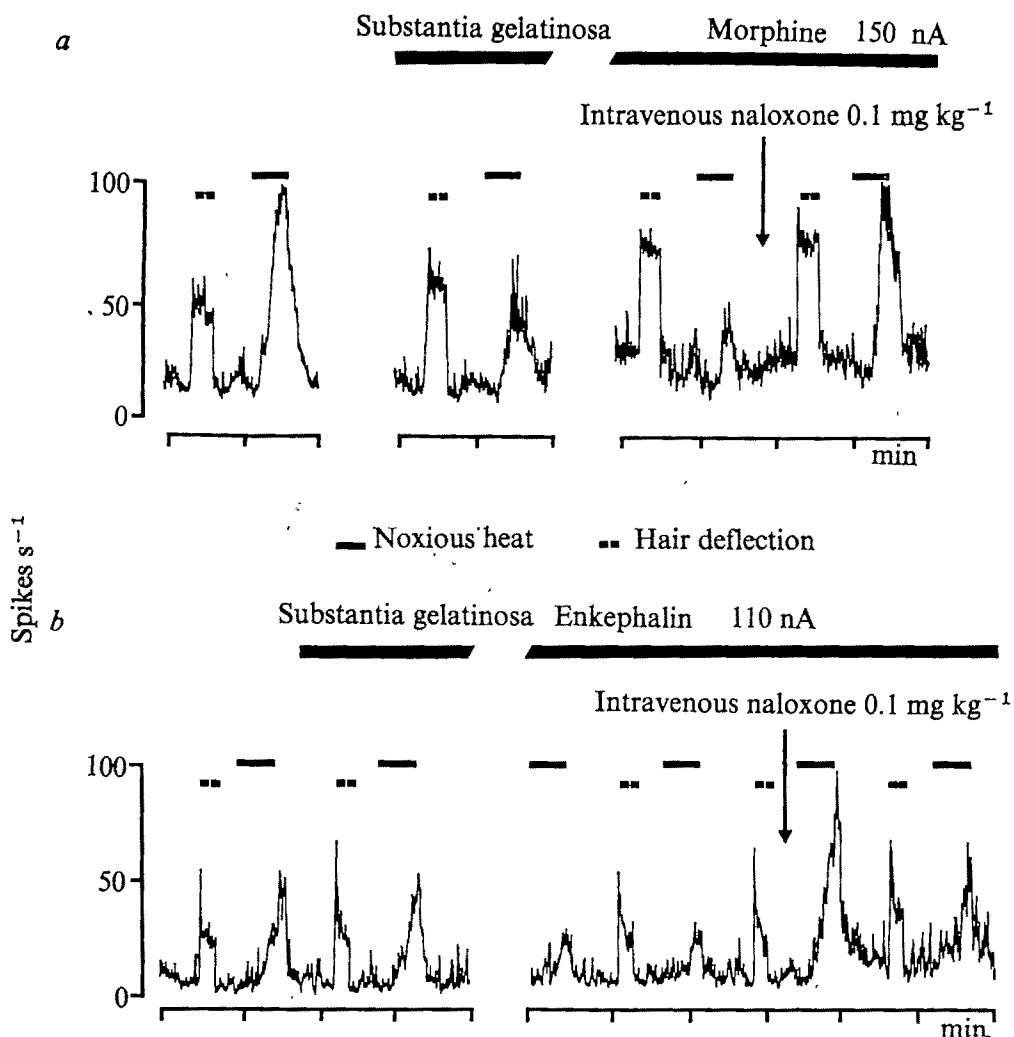 a
Substantia gelatinosa Morphine 150 nA
Intravenous naloxone 0.1 mg kg⁻¹
100
50
0
min
Noxious heat Hair deflection
Spikes s⁻¹
b
Substantia gelatinosa Enkephalin 110 nA
Intravenous naloxone 0.1 mg kg⁻¹
100
50
0
min.